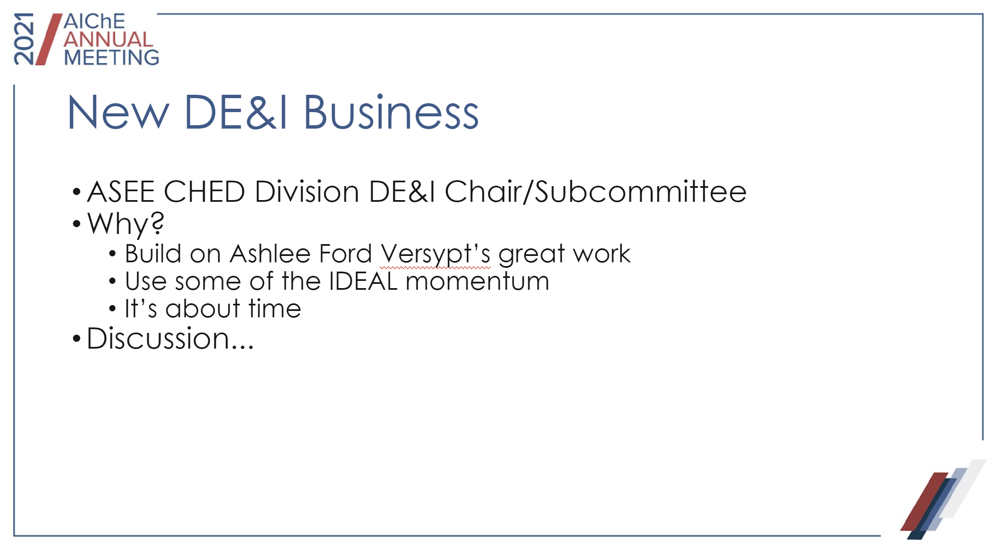 2021
AIChE
ANNUAL
MEETING
New DE&I Business
• ASEE CHED Division DE&I Chair/Subcommittee
• Why?
• Build on Ashlee Ford Versypt’s great work
• Use some of the IDEAL momentum
• It’s about time
• Discussion...